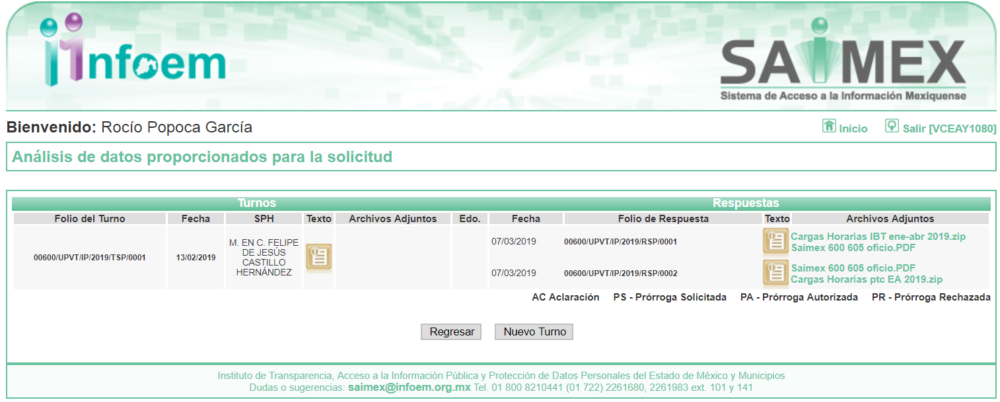 infoem
SAIMEX
Sistema de Acceso a la Información Mexiquense
Bienvenido: Rocío Popoca García
Inicio Salir [VCEAY1080]
Análisis de datos proporcionados para la solicitud
Turnos Respuestas
Folio del Turno Fecha SPH Texto Archivos Adjuntos Edo. Fecha Folio de Respuesta Texto Archivos Adjuntos
00600/UPVT/IP/2019/TSP/0001 13/02/2019
M. EN C. FELIPE
DE JESÚS
CASTILLO
HERNÁNDEZ
07/03/2019 00600/UPVT/IP/2019/RSP/0001
Cargas Horarias IBT ene-abr 2019.zip
Saimex 600 605 oficio.PDF
07/03/2019 00600/UPVT/IP/2019/RSP/0002
Saimex 600 605 oficio.PDF
Cargas Horarias ptc EA 2019.zip
AC Aclaración PS - Prórroga Solicitada PA - Prórroga Autorizada PR - Prórroga Rechazada
Regresar Nuevo Turno
Instituto de Transparencia, Acceso a la Información Pública y Protección de Datos Personales del Estado de México y Municipios
Dudas o sugerencias: saimex@infoem.org.mx Tel. 01 800 8210441 (01 722) 2261680, 2261983 ext. 101 y 141